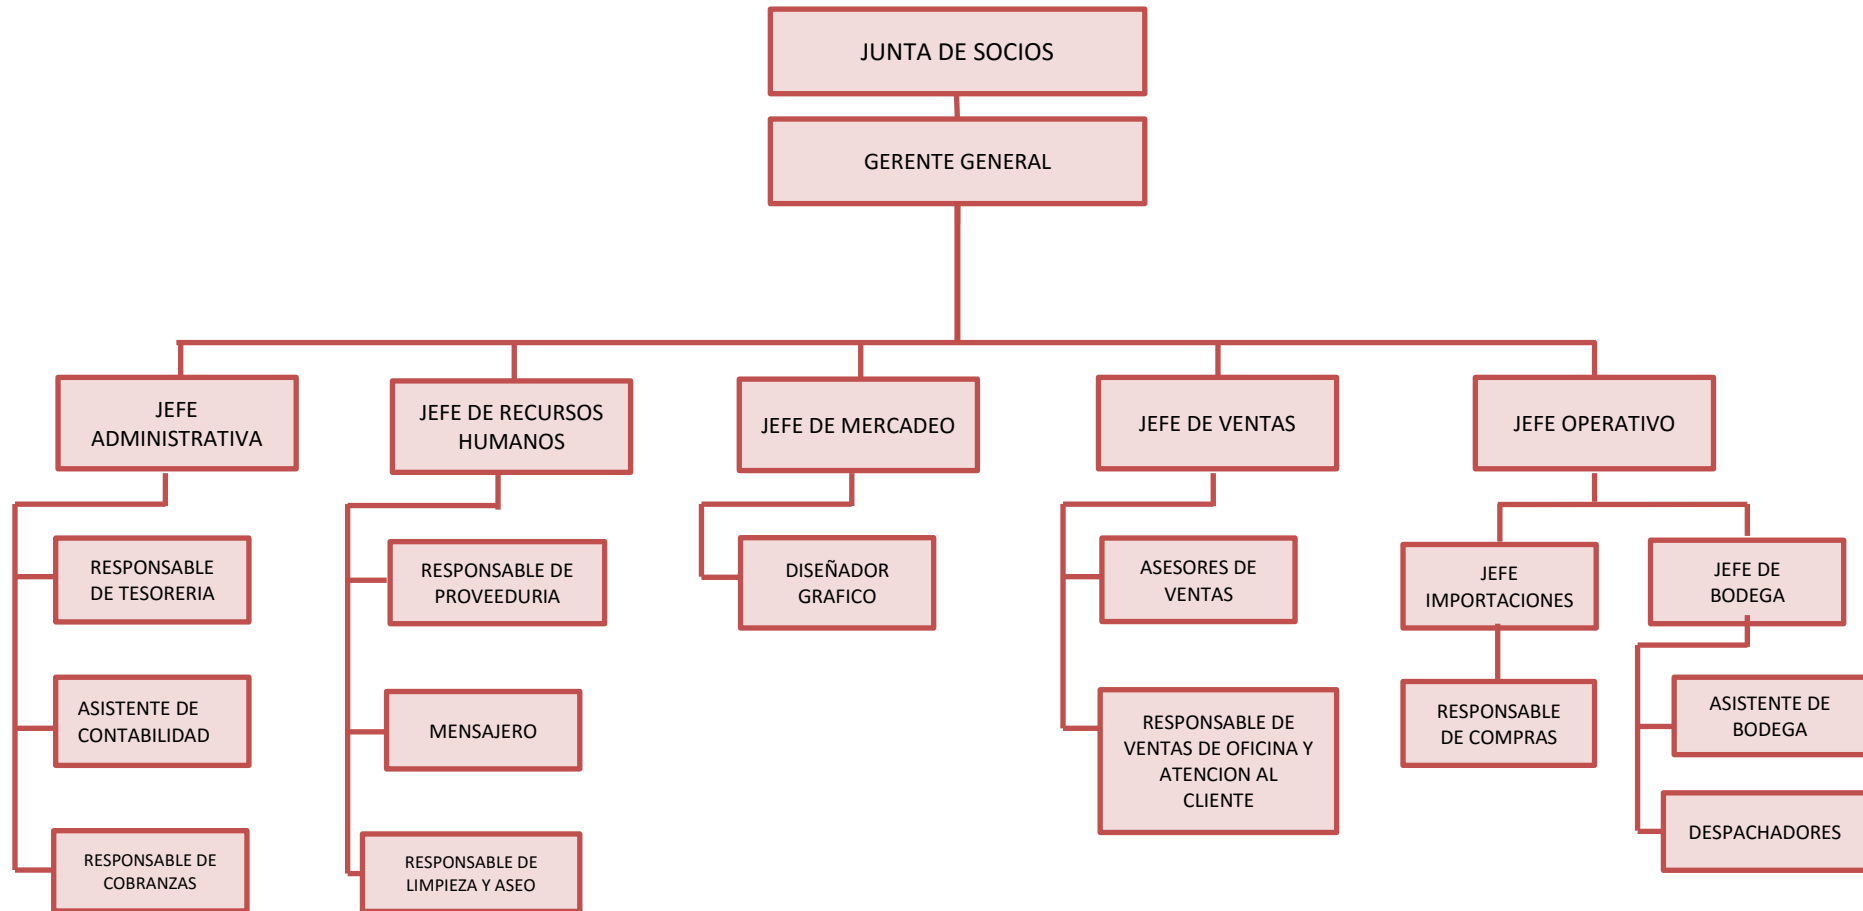 JUNTA DE SOCIOS
GERENTE GENERAL
JEFE
ADMINISTRATIVA
JEFE DE RECURSOS
HUMANOS
JEFE DE MERCADEO
JEFE DE VENTAS
JEFE OPERATIVO
RESPONSABLE
DE TESORERIA
RESPONSABLE DE
PROVEEDURIA
DISEÑADOR
GRAFICO
ASESORES DE
VENTAS
JEFE
IMPORTACIONES
JEFE DE
BODEGA
ASISTENTE DE
CONTABILIDAD
MENSAJERO
RESPONSABLE DE
VENTAS DE OFICINA Y
ATENCION AL
CLIENTE
RESPONSABLE
DE COMPRAS
ASISTENTE DE
BODEGA
DESPACHADORES
RESPONSABLE DE
COBRANZAS
RESPONSABLE DE
LIMPIEZA Y ASEO